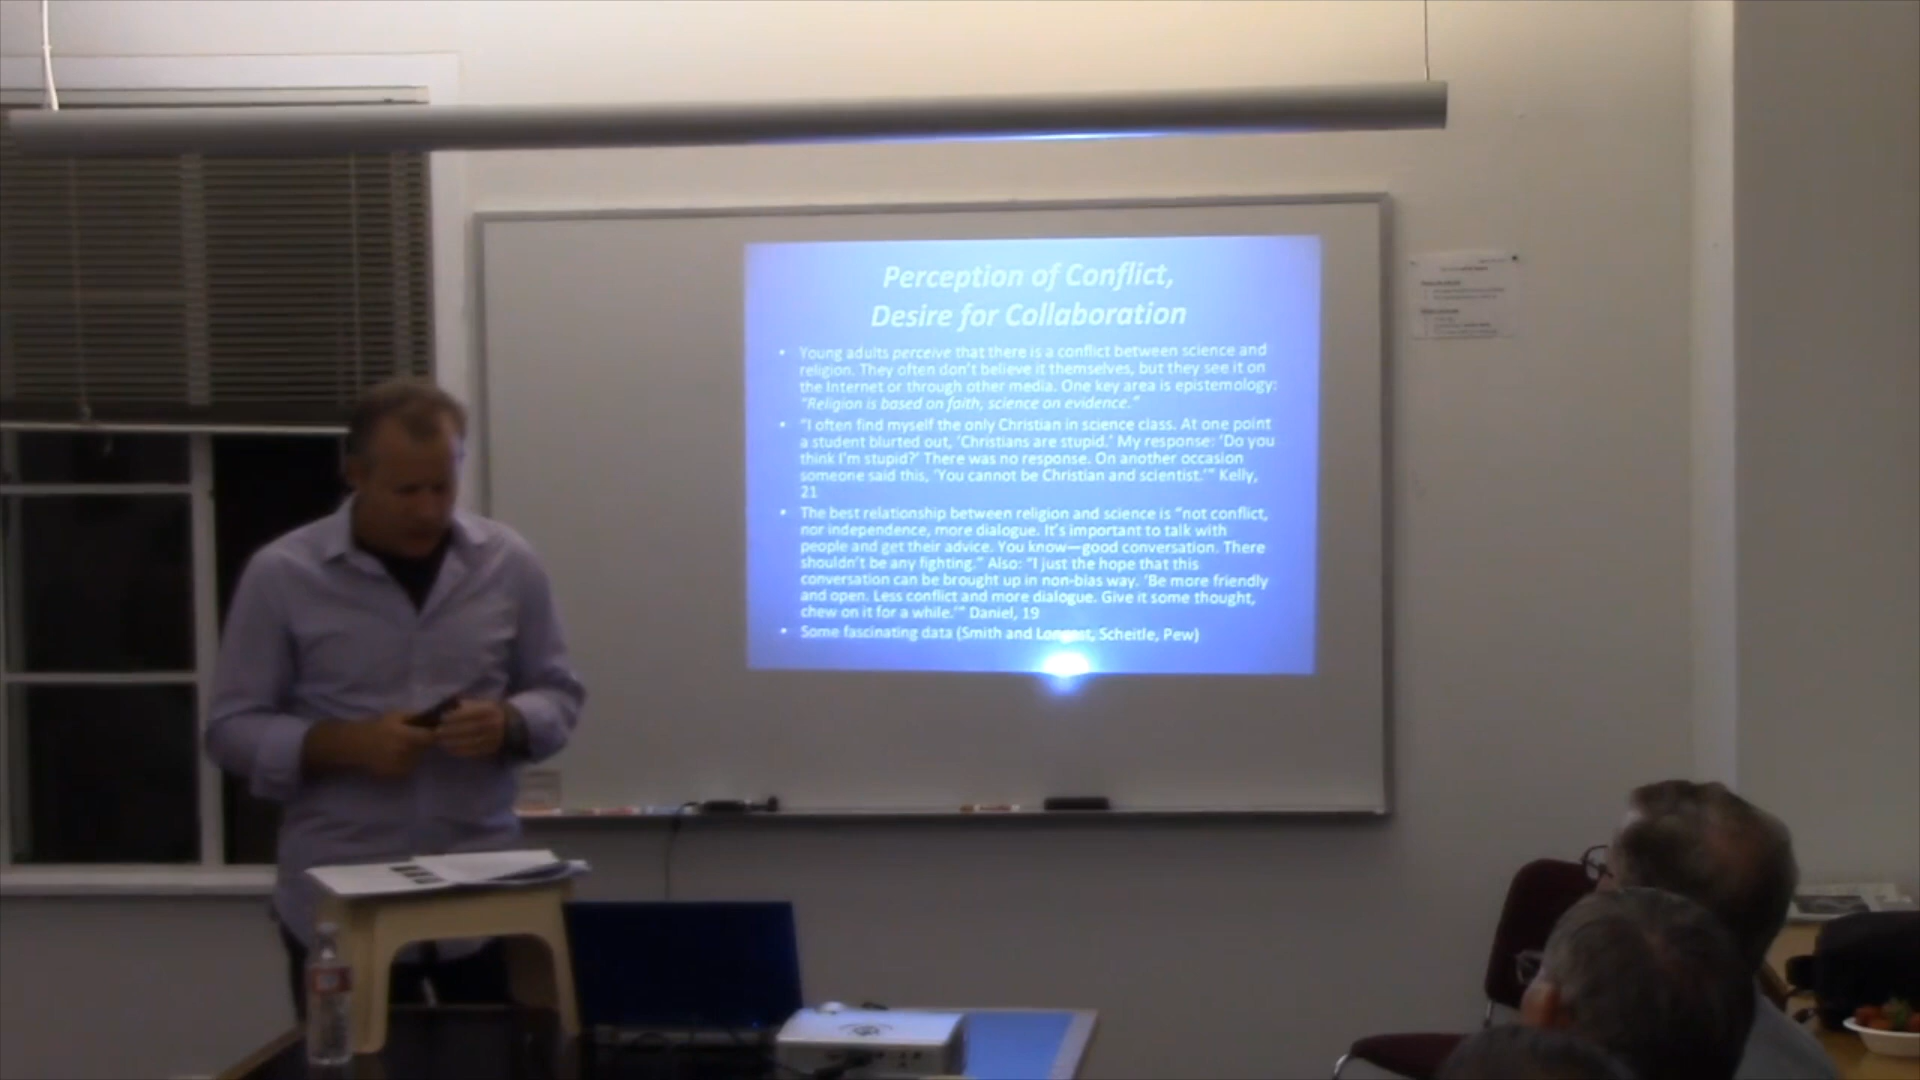 Perception of Conflict,
Desire for Collaboration
• Young adults perceive that there is a conflict between science and
religion. They often don't believe it themselves, but they see it on
the Internet or through other media. One key area is epistemology:
"Religion is based on faith, science on evidence."
• "I often find myself the only Christian in science class. At one point
a student blurted out, 'Christians are stupid.' My response: 'Do you
think I'm stupid?' There was no response. On another occasion
someone said this, 'You cannot be Christian and scientist.'" Kelly,
21
• The best relationship between religion and science is "not conflict,
nor independence, more dialogue. It's important to talk with
people and get their advice. You know—good conversation. There
shouldn't be any fighting." Also: "I just the hope that this
conversation can be brought up in non-bias way. 'Be more friendly
and open. Less conflict and more dialogue. Give it some thought,
chew on it for a while.'" Daniel, 19
• Some fascinating data (Smith and Longest, Scheitle, Pew)